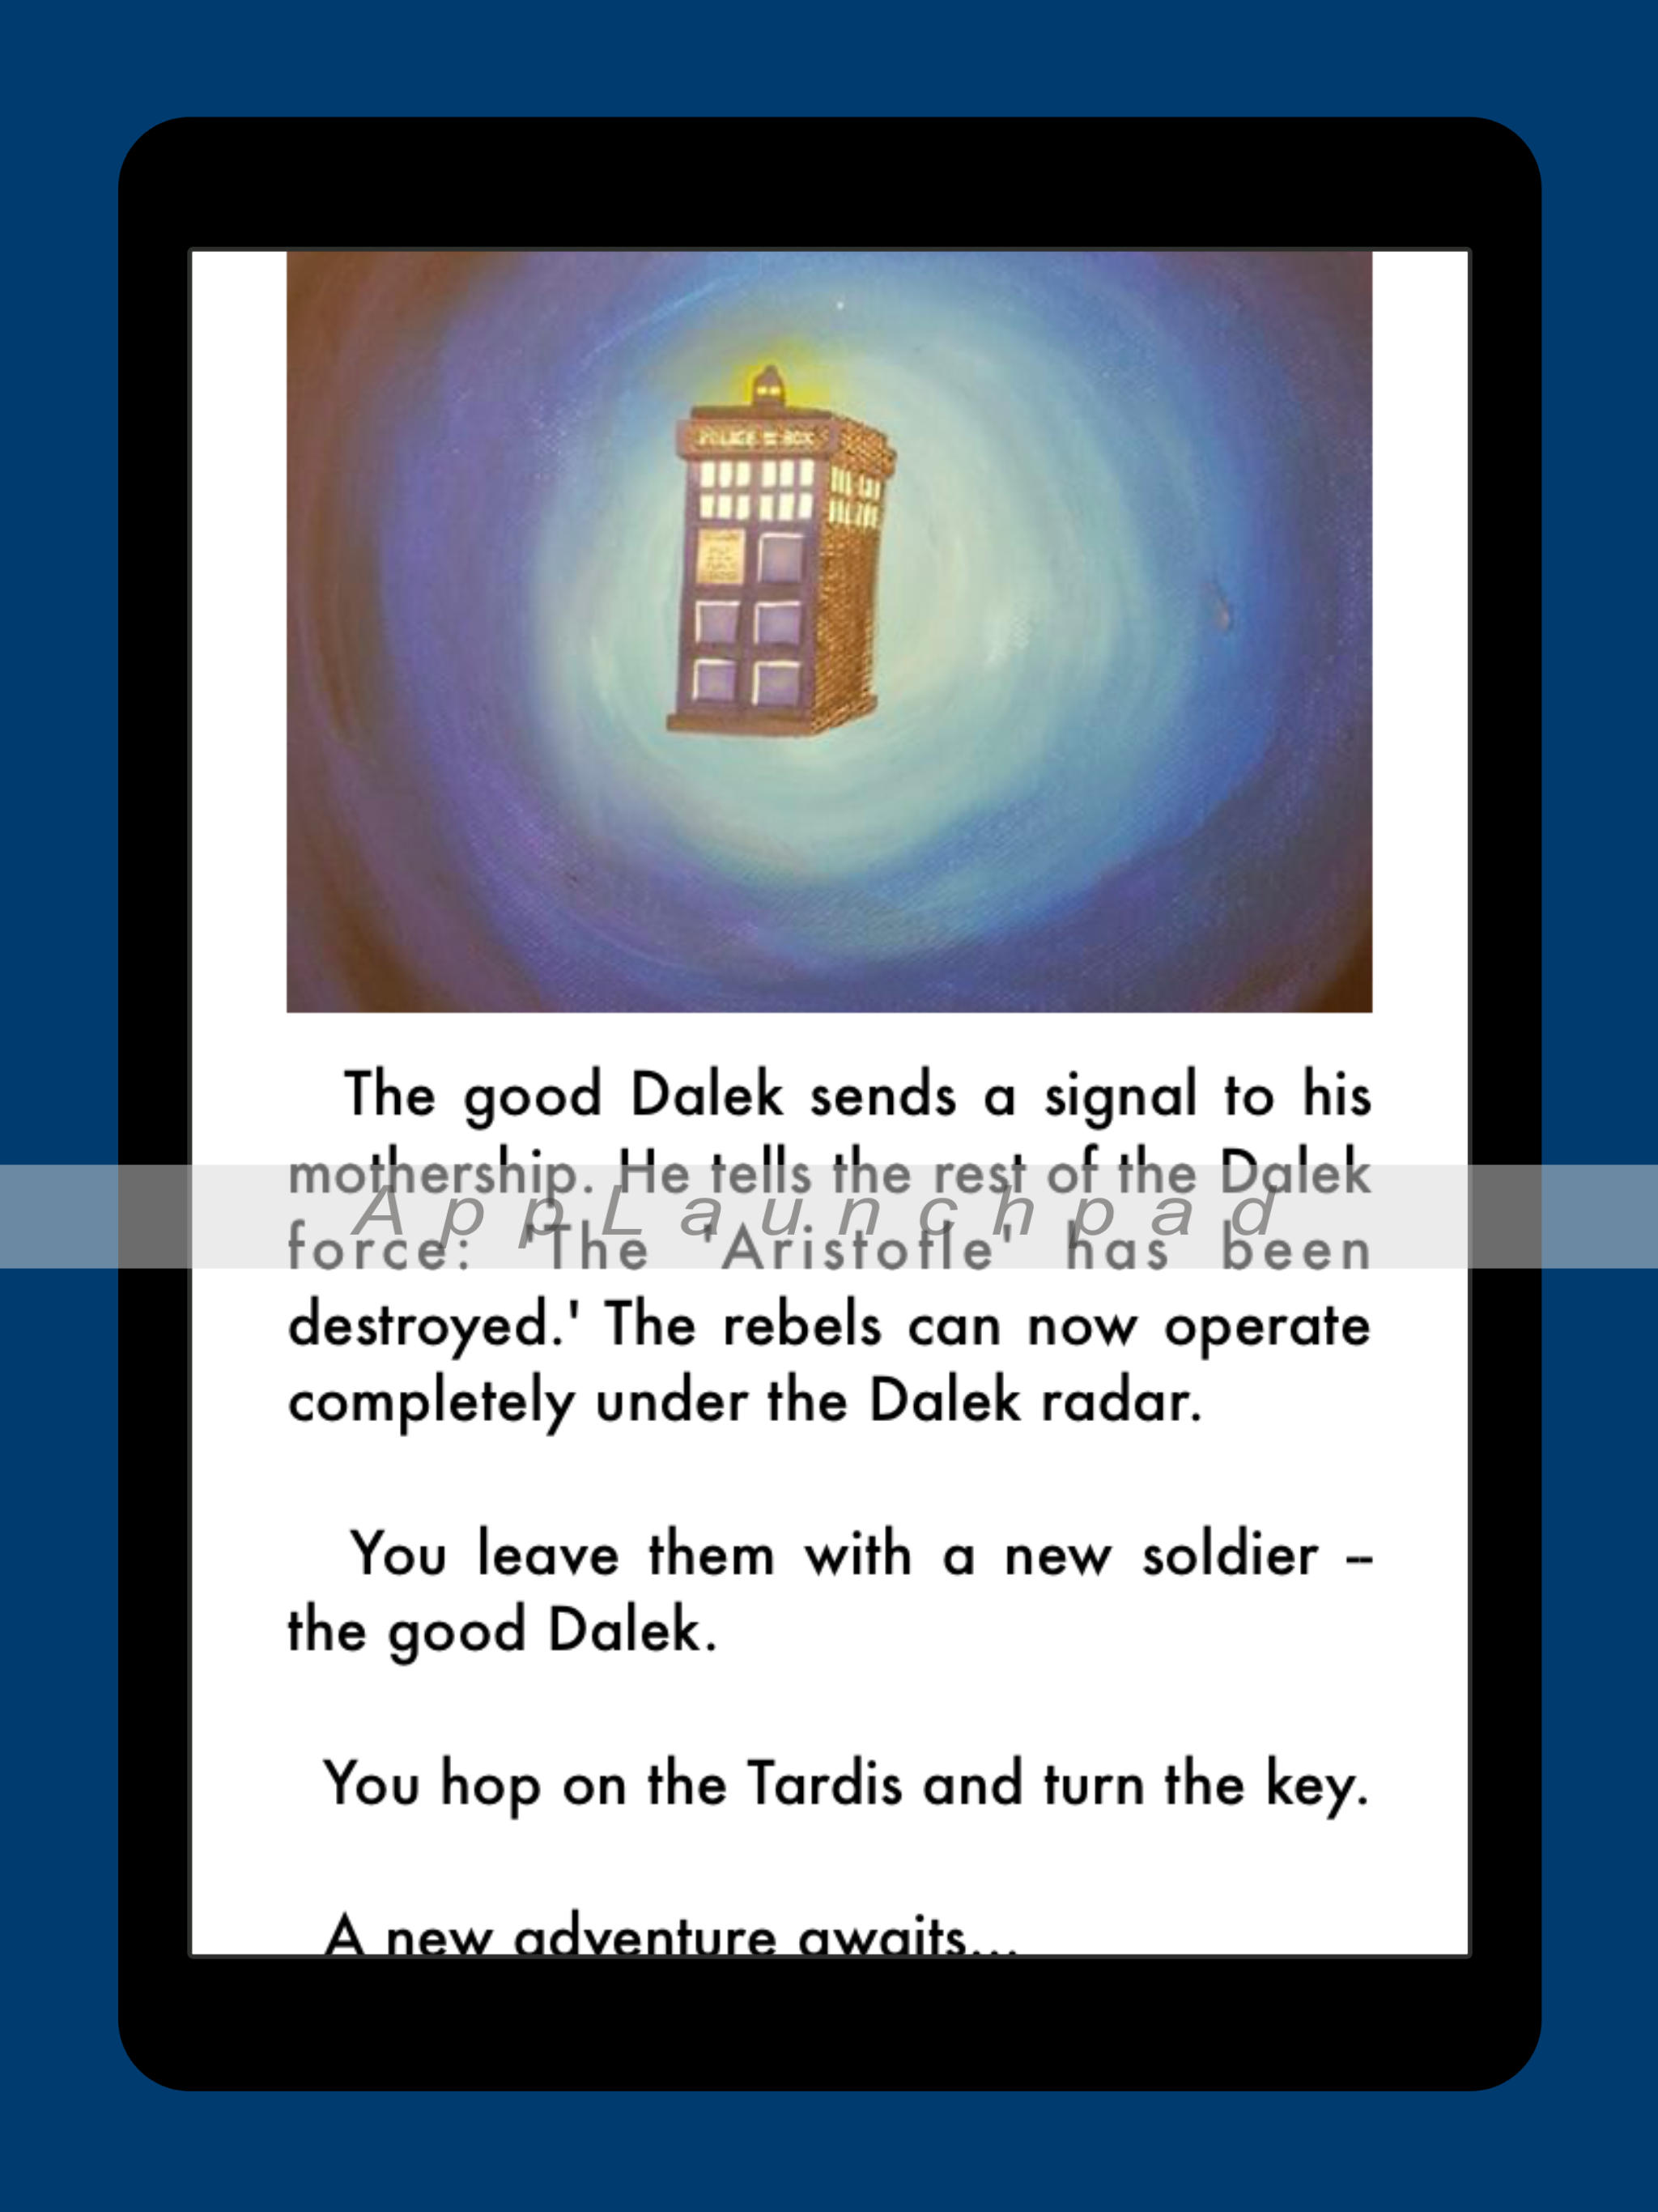 POLICE BOX
The good Dalek sends a signal to his
mothership. He tells the rest of the Dalek
AppLaunchpad
force: 'The 'Aristotle' has been
destroyed.' The rebels can now operate
completely under the Dalek radar.
You leave them with a new soldier –
the good Dalek.
You hop on the Tardis and turn the key.
A new adventure awaits...